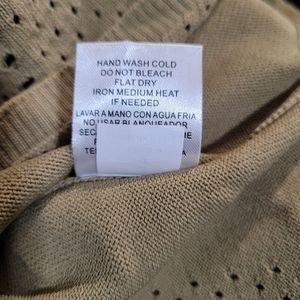 HAND WASH COLD
DO NOT BLEACH
FLAT DRY
IRON MEDIUM HEAT
IF NEEDED
LAVAR A MANO CON AGUA FRIA
NO USAR BLANQUEADOR